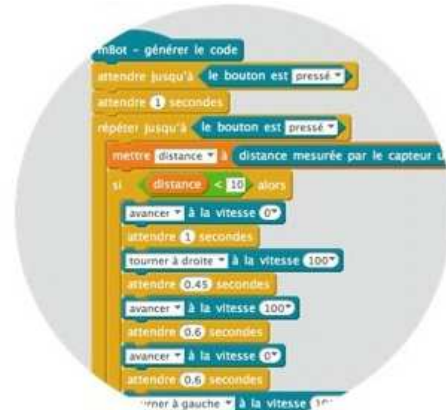 mBot - générer le code
attendre jusqu'à le bouton est pressé
attendre 1 secondes
répéter jusqu'à le bouton est pressé
mettre distance à distance mesurée par le capteur
si distance < 10 alors
avancer à la vitesse 0
attendre 1 secondes
tourner à droite à la vitesse 100
attendre 0.45 secondes
avancer à la vitesse 100
attendre 0.6 secondes
avancer à la vitesse 0
attendre 0.6 secondes
à gauche à la vitesse